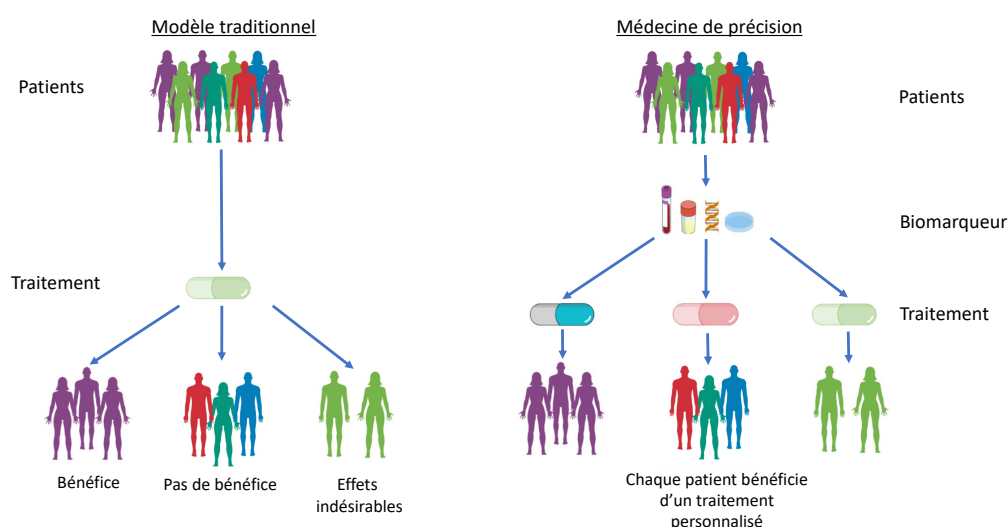 Modèle traditionnel
Médecine de précision
Patients
Patients
Biomarqueur
Traitement
Traitement
Bénéfice
Pas de bénéfice
Effets
indésirables
Chaque patient bénéficie
d'un traitement
personnalisé